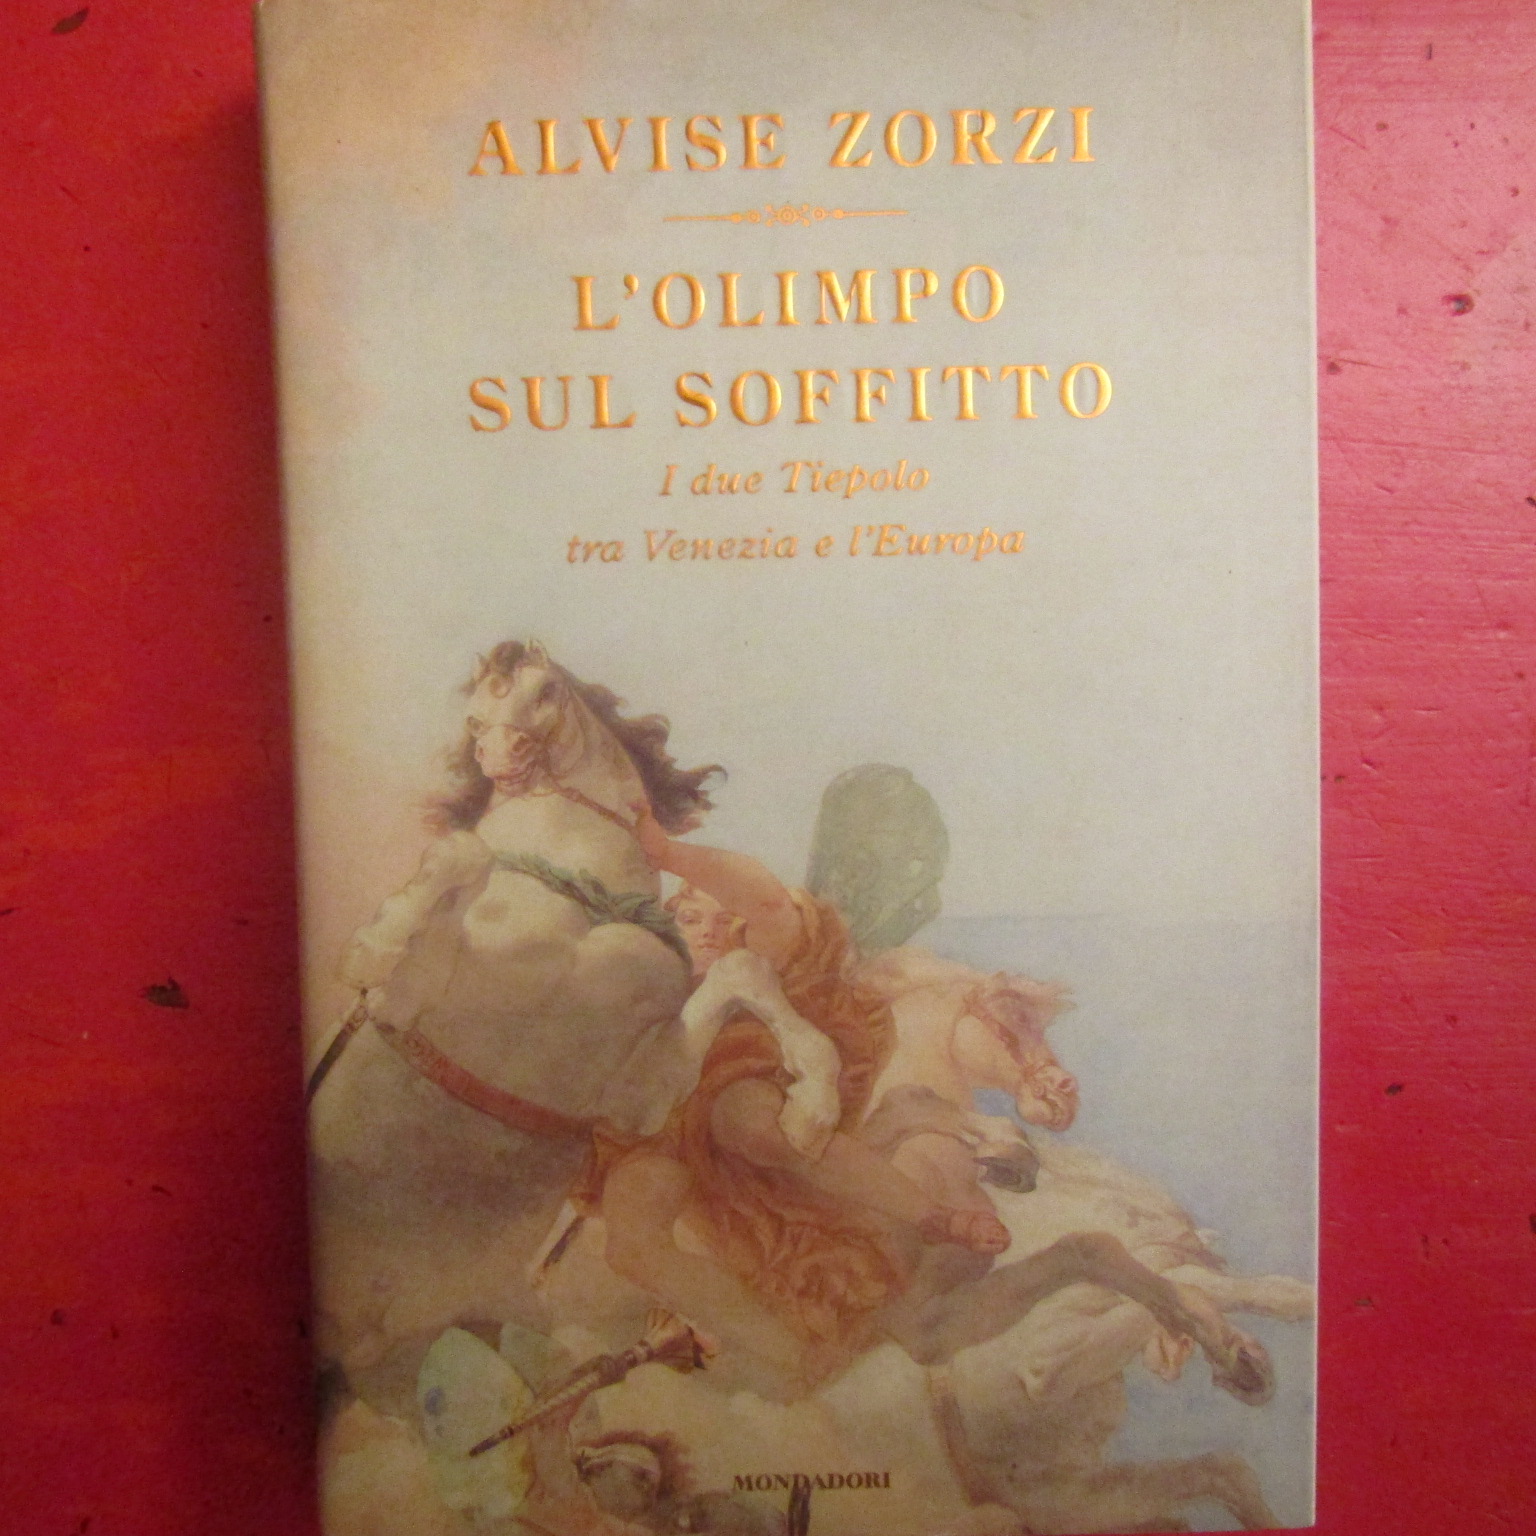 ALVISE ZORZI
L'OLIMPO
SUL SOFFITTO
I due Tiepolo
tra Venezia e l'Europa
MONDADORI